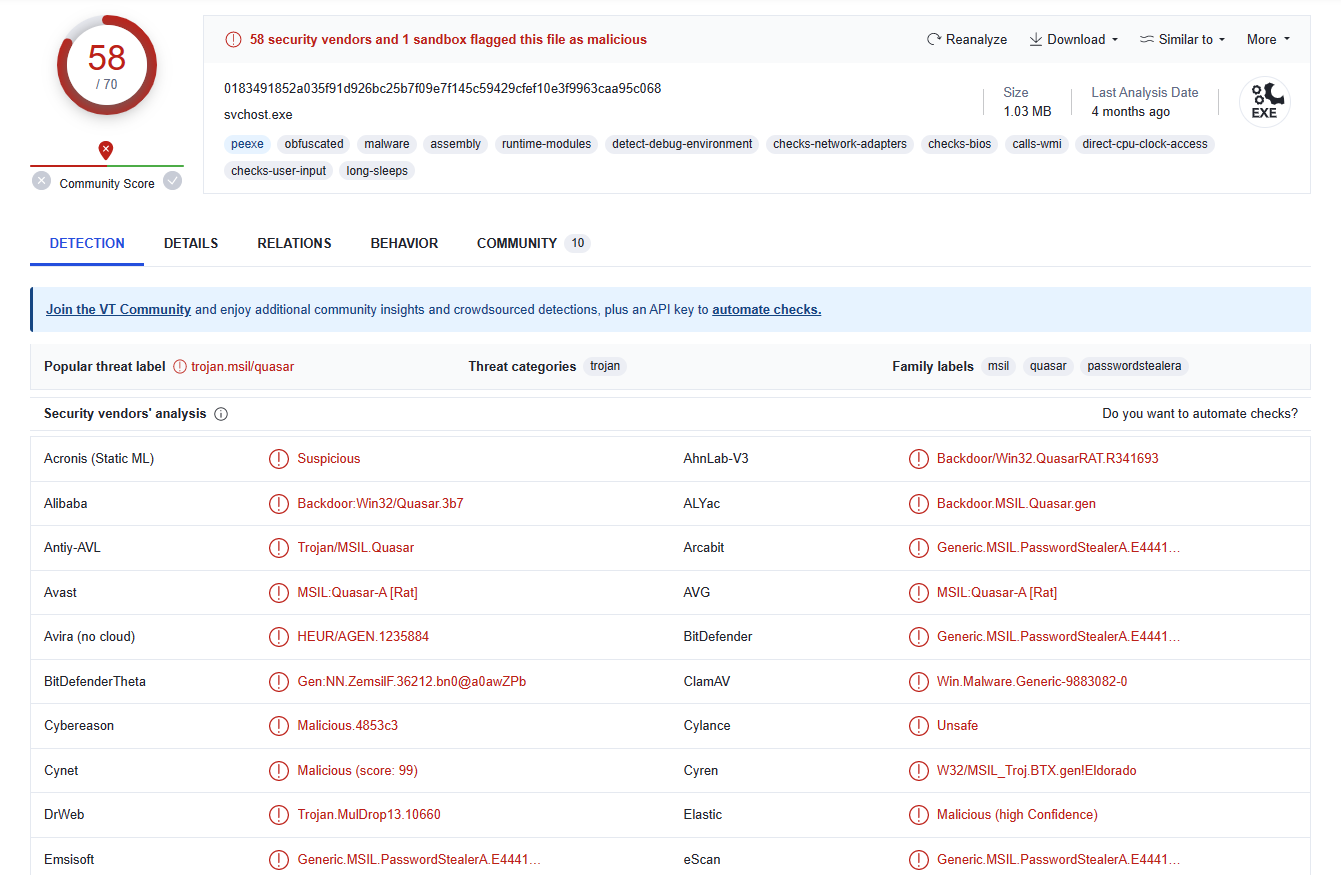 58
/ 70
Community Score
58 security vendors and 1 sandbox flagged this file as malicious
Reanalyze Download Similar to More
0183491852a035f91d926bc25b7f09e7f145c59429cfef10e3f9963caa95c068
svchost.exe
Size
1.03 MB
Last Analysis Date
4 months ago
EXE
peexe obfuscated malware assembly runtime-modules detect-debug-environment checks-network-adapters checks-bios calls-wmi direct-cpu-clock-access
checks-user-input long-sleeps
DETECTION DETAILS RELATIONS BEHAVIOR COMMUNITY 10
Join the VT Community and enjoy additional community insights and crowdsourced detections, plus an API key to automate checks.
Popular threat label trojan.msil/quasar Threat categories trojan Family labels msil quasar passwordstealera
Security vendors' analysis Do you want to automate checks?
Acronis (Static ML) Suspicious AhnLab-V3 Backdoor/Win32.QuasarRAT.R341693
Alibaba Backdoor:Win32/Quasar.3b7 ALYac Backdoor.MSIL.Quasar.gen
Antiy-AVL Trojan/MSIL.Quasar Arcabit Generic.MSIL.PasswordStealerA.E4441...
Avast MSIL:Quasar-A [Rat] AVG MSIL:Quasar-A [Rat]
Avira (no cloud) HEUR/AGEN.1235884 BitDefender Generic.MSIL.PasswordStealerA.E4441...
BitDefenderTheta Gen:NN.ZemsilF.36212.bn0@a0awZPb ClamAV Win.Malware.Generic-9883082-0
Cybereason Malicious.4853c3 Cylance Unsafe
Cynet Malicious (score: 99) Cyren W32/MSIL_Troj.BTX.gen!Eldorado
DrWeb Trojan.MulDrop13.10660 Elastic Malicious (high Confidence)
Emsisoft Generic.MSIL.PasswordStealerA.E4441... eScan Generic.MSIL.PasswordStealerA.E4441...